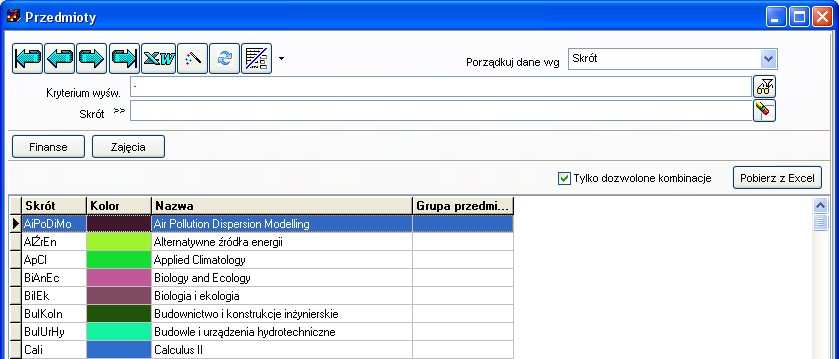 Przedmioty
XW
Porządkuj dane wg Skrót
Kryterium wyśw. .
Skrót >>
Finanse Zajęcia
Tylko dozwolone kombinacje Pobierz z Excel
Skrót Kolor Nazwa Grupa przedmi...
AiPoDiMo Air Pollution Dispersion Modelling
AlŹrEn Alternatywne źródła energii
ApCl Applied Climatology
BiAnEc Biology and Ecology
BiIEk Biologia i ekologia
BuIKoIn Budownictwo i konstrukcje inżynierskie
BuIUrHy Budowle i urządzenia hydrotechniczne
Cali Calculus II